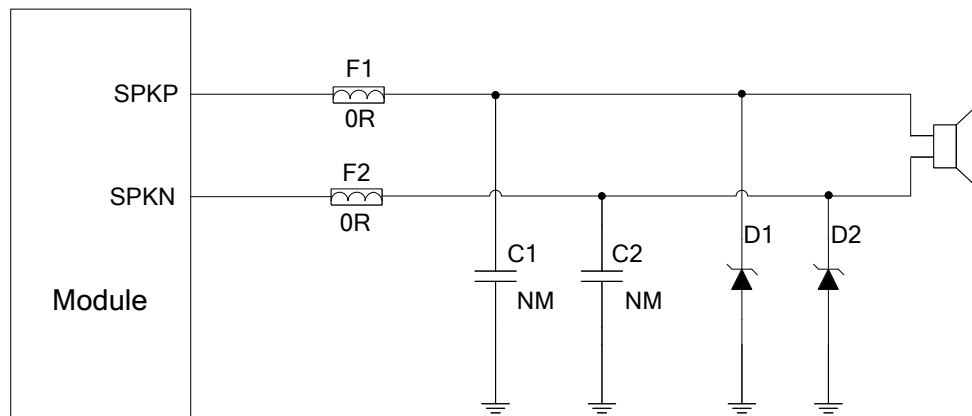 F1
SPKP
0R
F2
SPKN
0R
D1 D2
C1 C2
NM NM
Module